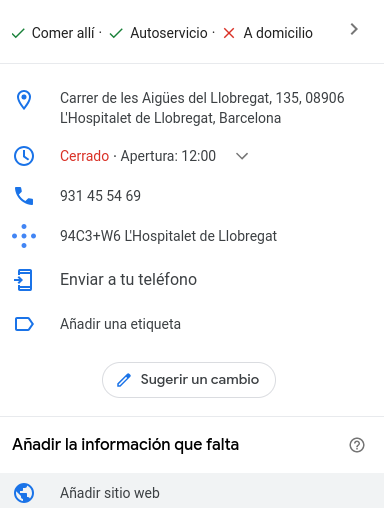 Comer allí · Autoservicio · A domicilio
Carrer de les Aigües del Llobregat, 135, 08906
L'Hospitalet de Llobregat, Barcelona
Cerrado · Apertura: 12:00
931 45 54 69
94C3+W6 L'Hospitalet de Llobregat
Enviar a tu teléfono
Añadir una etiqueta
Sugerir un cambio
Añadir la información que falta
Añadir sitio web